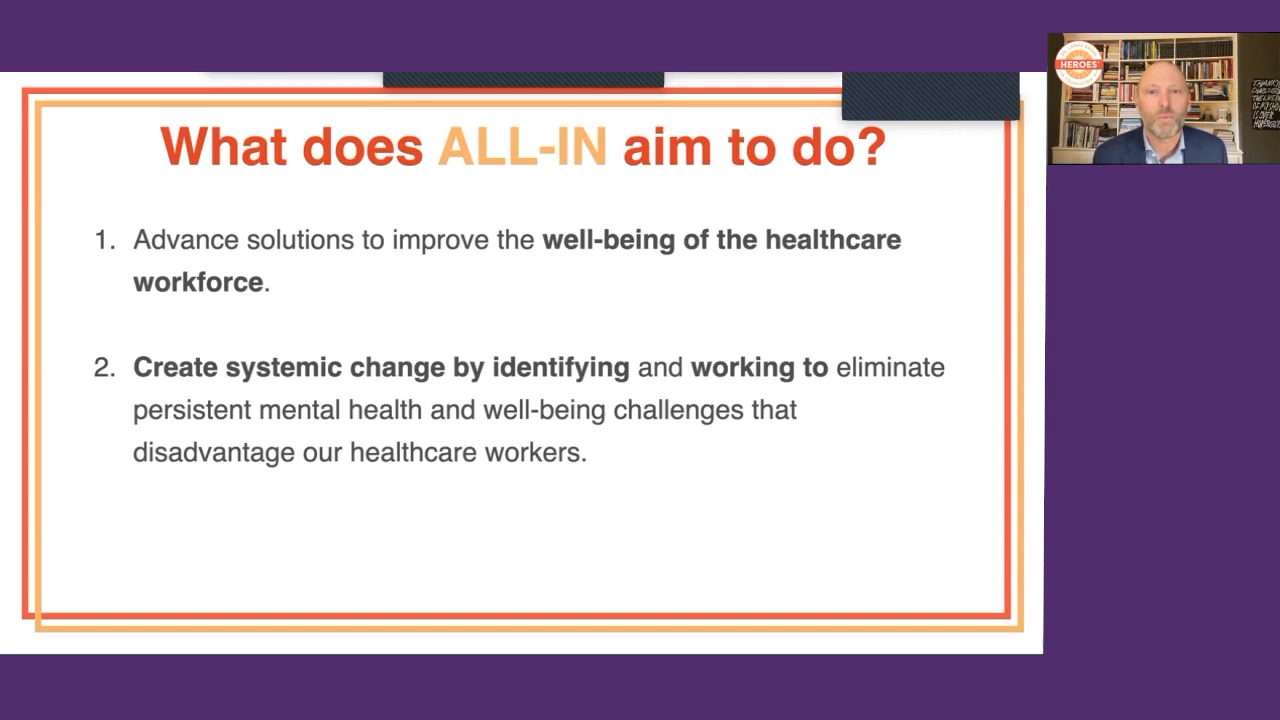 What does ALL-IN aim to do?
1. Advance solutions to improve the well-being of the healthcare
workforce.
2. Create systemic change by identifying and working to eliminate
persistent mental health and well-being challenges that
disadvantage our healthcare workers.
HEROES'